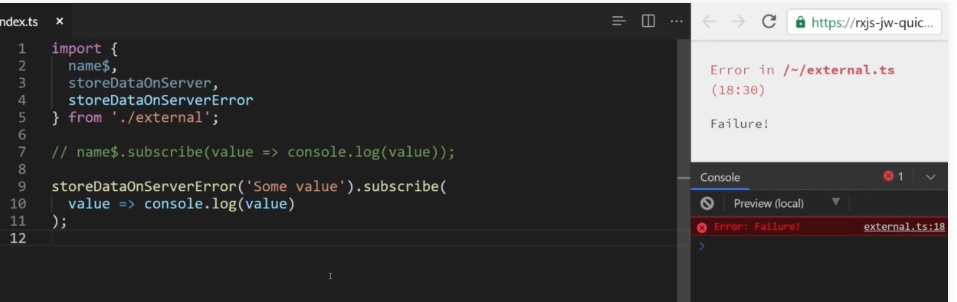 index.ts ×
1 import {
2 name$,
3 storeDataOnServer,
4 storeDataOnServerError
5 } from './external';
6
7 // name$.subscribe(value => console.log(value));
8
9 storeDataOnServerError('Some value').subscribe(
10 value => console.log(value)
11 );
12
https://rxjs-jw-quic...
Error in /~/external.ts
(18:30)
Failure!
Console 1
Preview (local)
Error: Failure! external.ts:18